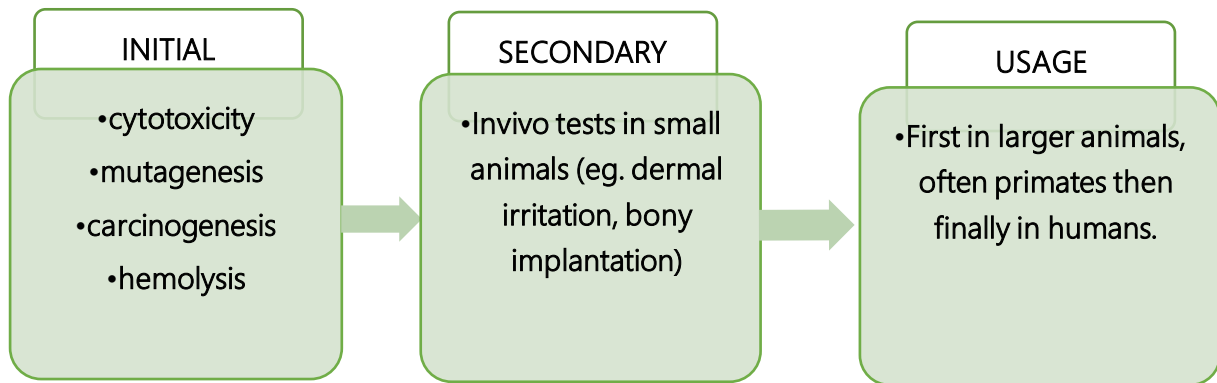 INITIAL
•cytotoxicity
•mutagenesis
•carcinogenesis
•hemolysis
SECONDARY
•Invivo tests in small
animals (eg. dermal
irritation, bony
implantation)
USAGE
•First in larger animals,
often primates then
finally in humans.